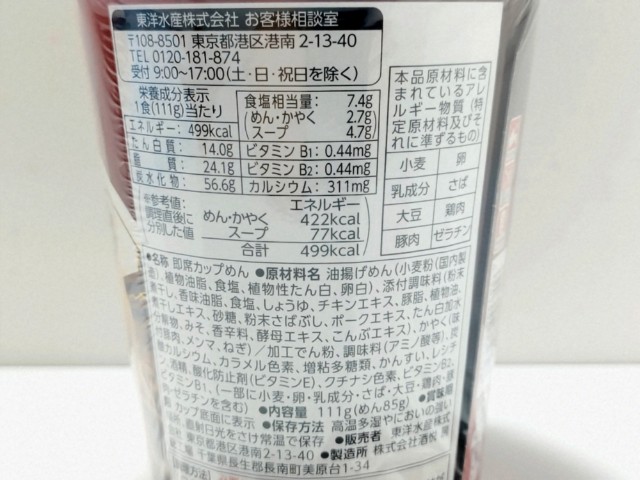 東洋水産株式会社 お客様相談室
〒108-8501 東京都港区港南 2-13-40
TEL 0120-181-874
受付 9:00~17:00(土・日・祝日を除く)
栄養成分表示
1食(111g)当たり
エネルギー: 499kcal
たん白質: 14.0g
脂質: 24.1g
炭水化物: 56.6g
食塩相当量: 7.4g
(めん・かやく 2.7g)
スープ 4.7g
ビタミン B1: 0.44mg
ビタミン B2: 0.44mg
カルシウム: 311mg
参考値:
調理直後に
分別した値
エネルギー
めん・かやく 422kcal
スープ 77kcal
合計 499kcal
本品原材料に含
まれているアレ
ルギー物質(特
定原材料及びそ
れに準ずるもの)
小麦 卵
乳成分 さば
大豆 鶏肉
豚肉 ゼラチン
●名称 即席カップめん ●原材料名 油揚げめん(小麦粉(国内製
造)、植物油脂、食塩、植物性たん白、卵白)、添付調味料(粉末
煮干し、香味油脂、食塩、しょうゆ、チキンエキス、豚脂、植物油、
煮干しエキス、砂糖、粉末さばぶし、ポークエキス、たん白加水
分解物、みそ、香辛料、酵母エキス、こんぶエキス)、かやく(味
付豚肉、メンマ、ねぎ)/加工でん粉、調味料(アミノ酸等)、炭
酸カルシウム、カラメル色素、増粘多糖類、かんすい、レシチ
ン、酒精、酸化防止剤(ビタミンE)、クチナシ色素、ビタミンB2、
ビタミンB1、(一部に小麦・卵・乳成分・さば・大豆・鶏肉・豚
肉・ゼラチンを含む) ●内容量 111g(めん85g) ●賞味期
カップ底面に表示 ●保存方法 高温多湿やにおいの強い
直射日光をさけ常温で保存 ●販売者 東洋水産株式
東京都港区港南2-13-40 ●製造所 株式会社酒悦
千葉県長生郡長南町美原台1-34